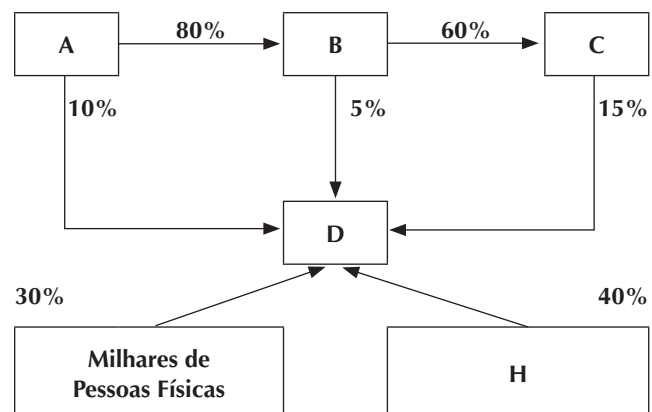 A
80%
B
60%
C
10%
5%
15%
D
30%
40%
Milhares de
Pessoas Físicas
H